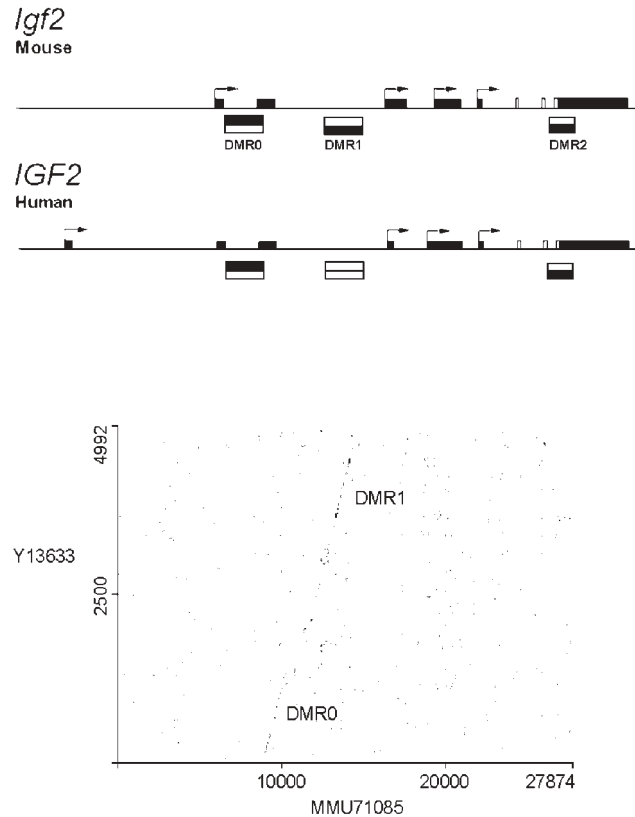 Igf2
Mouse
DMR0 DMR1 DMR2
IGF2
Human
4992
DMR1
Y13633
2500
DMR0
10000 20000 27874
MMU71085